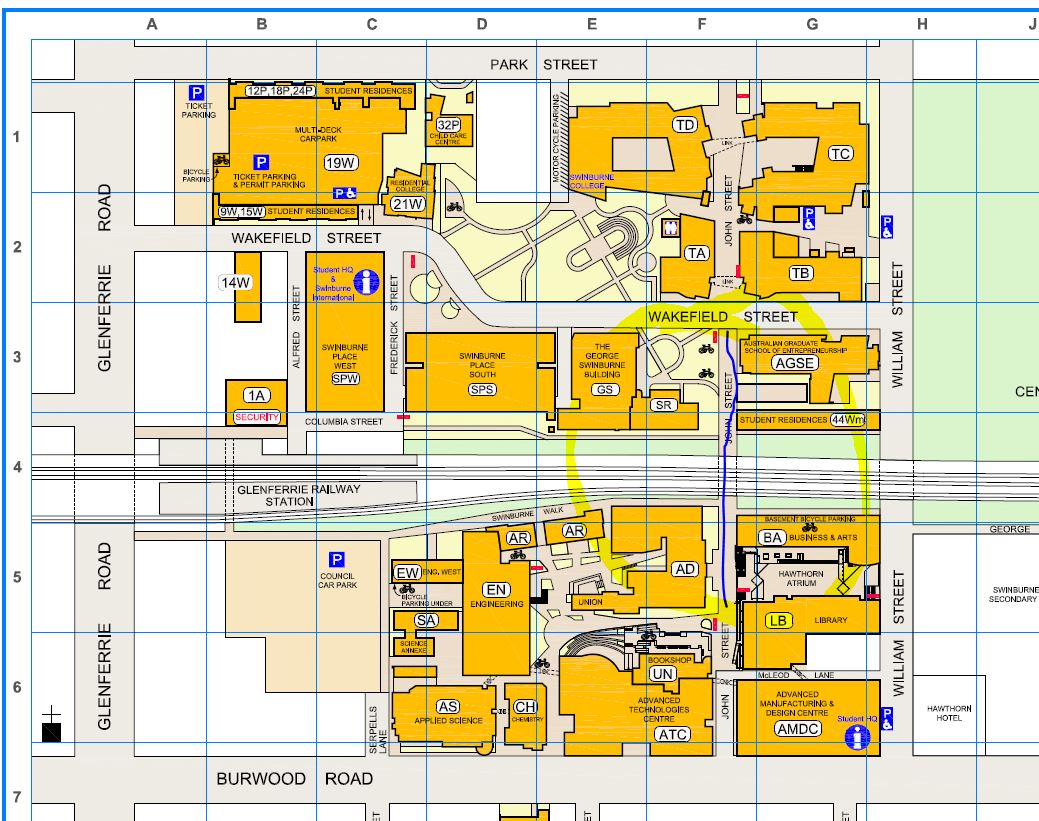 A B C D E F G H J
PARK STREET
1
2
3
4
5
6
7
P
TICKET
PARKING
12P,18P,24P STUDENT RESIDENCES
MULTI-DECK
CARPARK
19W
P
TICKET PARKING
& PERMIT PARKING
P
BICYCLE
PARKING
9W,15W STUDENT RESIDENCES
32P
CHILD CARE
CENTRE
RESIDENTIAL
COLLEGE
21W
MOTOR CYCLE PARKING
SWINBURNE
COLLEGE
TD
LINK
TC
JOHN STREET
P
P
TA
TB
LINK
GLENFERRIE ROAD
WAKEFIELD STREET
14W
Student HQ
&
Swinburne
International
i
ALFRED STREET
FREDERICK STREET
SWINBURNE
PLACE
WEST
SPW
1A
SECURITY
COLUMBIA STREET
SWINBURNE
PLACE
SOUTH
SPS
THE
GEORGE
SWINBURNE
BUILDING
GS
SR
WAKEFIELD STREET
JOHN STREET
AUSTRALIAN GRADUATE
SCHOOL OF ENTREPRENEURSHIP
AGSE
STUDENT RESIDENCES 44Wm
WILLIAM STREET
CEN
GLENFERRIE RAILWAY
STATION
SWINBURNE WALK
GEORGE
P
COUNCIL
CAR PARK
GLENFERRIE ROAD
AR
AR
EW ENG. WEST
BICYCLE
PARKING UNDER
SA
SCIENCE
ANNEXE
EN
ENGINEERING
UNION
AD
BASEMENT BICYCLE PARKING
BA BUSINESS & ARTS
HAWTHORN
ATRIUM
LB LIBRARY
SWINBURNE
SECONDARY
WILLIAM STREET
JOHN STREET
BOOKSHOP
UN
McLEOD LANE
AS
APPLIED SCIENCE
CH
CHEMISTRY
ADVANCED
TECHNOLOGIES
CENTRE
ATC
ADVANCED
MANUFACTURING &
DESIGN CENTRE
AMDC
Student HQ
i
P
HAWTHORN
HOTEL
SERPELLS
LANE
BURWOOD ROAD
ET
ET
ET